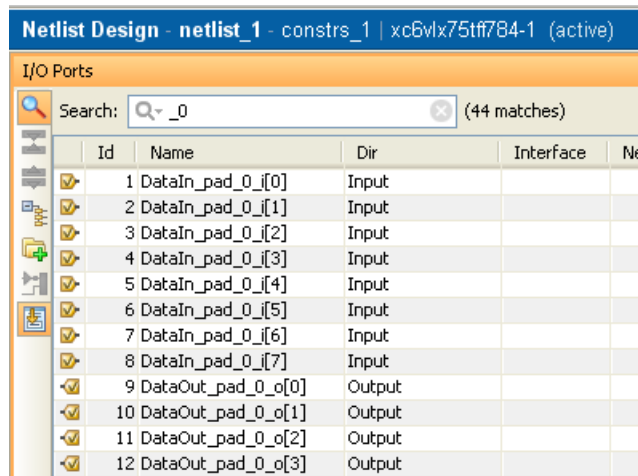 Netlist Design - netlist_1 - constrs_1 | xc6vlx75tff784-1 (active)
I/O Ports
Search: _0 (44 matches)
Id Name Dir Interface Ne
1 DataIn_pad_0_i[0] Input
2 DataIn_pad_0_i[1] Input
3 DataIn_pad_0_i[2] Input
4 DataIn_pad_0_i[3] Input
5 DataIn_pad_0_i[4] Input
6 DataIn_pad_0_i[5] Input
7 DataIn_pad_0_i[6] Input
8 DataIn_pad_0_i[7] Input
9 DataOut_pad_0_o[0] Output
10 DataOut_pad_0_o[1] Output
11 DataOut_pad_0_o[2] Output
12 DataOut_pad_0_o[3] Output